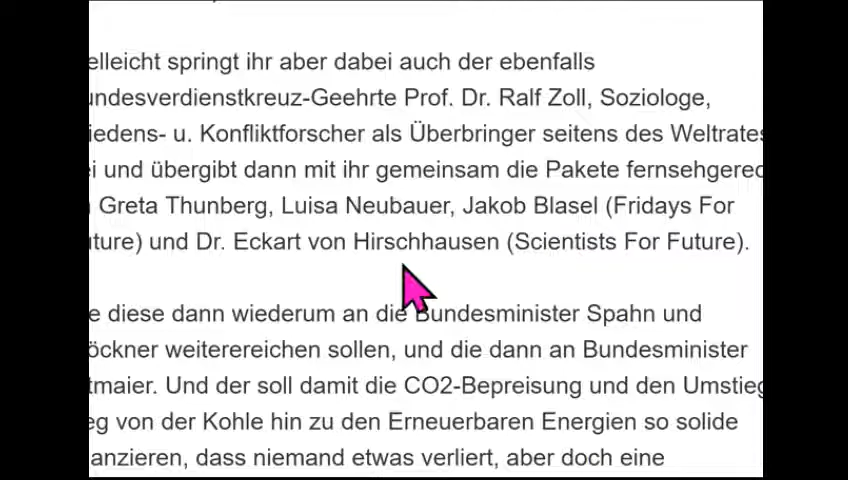 elleicht springt ihr aber dabei auch der ebenfalls
undesverdienstkreuz-Geehrte Prof. Dr. Ralf Zoll, Soziologe,
iedens- u. Konfliktforscher als Überbringer seitens des Weltrates
ei und übergibt dann mit ihr gemeinsam die Pakete fernsehgerec
Greta Thunberg, Luisa Neubauer, Jakob Blasel (Fridays For
uture) und Dr. Eckart von Hirschhausen (Scientists For Future).
e diese dann wiederum an die Bundesminister Spahn und
öckner weiterereichen sollen, und die dann an Bundesminister
tmaier. Und der soll damit die CO2-Bepreisung und den Umstieg
eg von der Kohle hin zu den Erneuerbaren Energien so solide
anzieren, dass niemand etwas verliert, aber doch eine